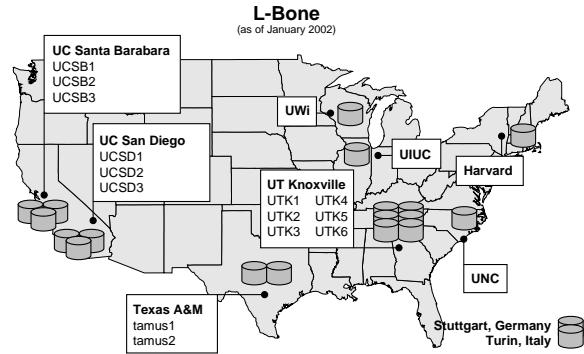 L-Bone
(as of January 2002)
UC Santa Barabara
UCSB1
UCSB2
UCSB3
UWi
UC San Diego
UCSD1
UCSD2
UCSD3
UIUC
Harvard
UT Knoxville
UTK1 UTK4
UTK2 UTK5
UTK3 UTK6
UNC
Texas A&M
tamus1
tamus2
Stuttgart, Germany
Turin, Italy